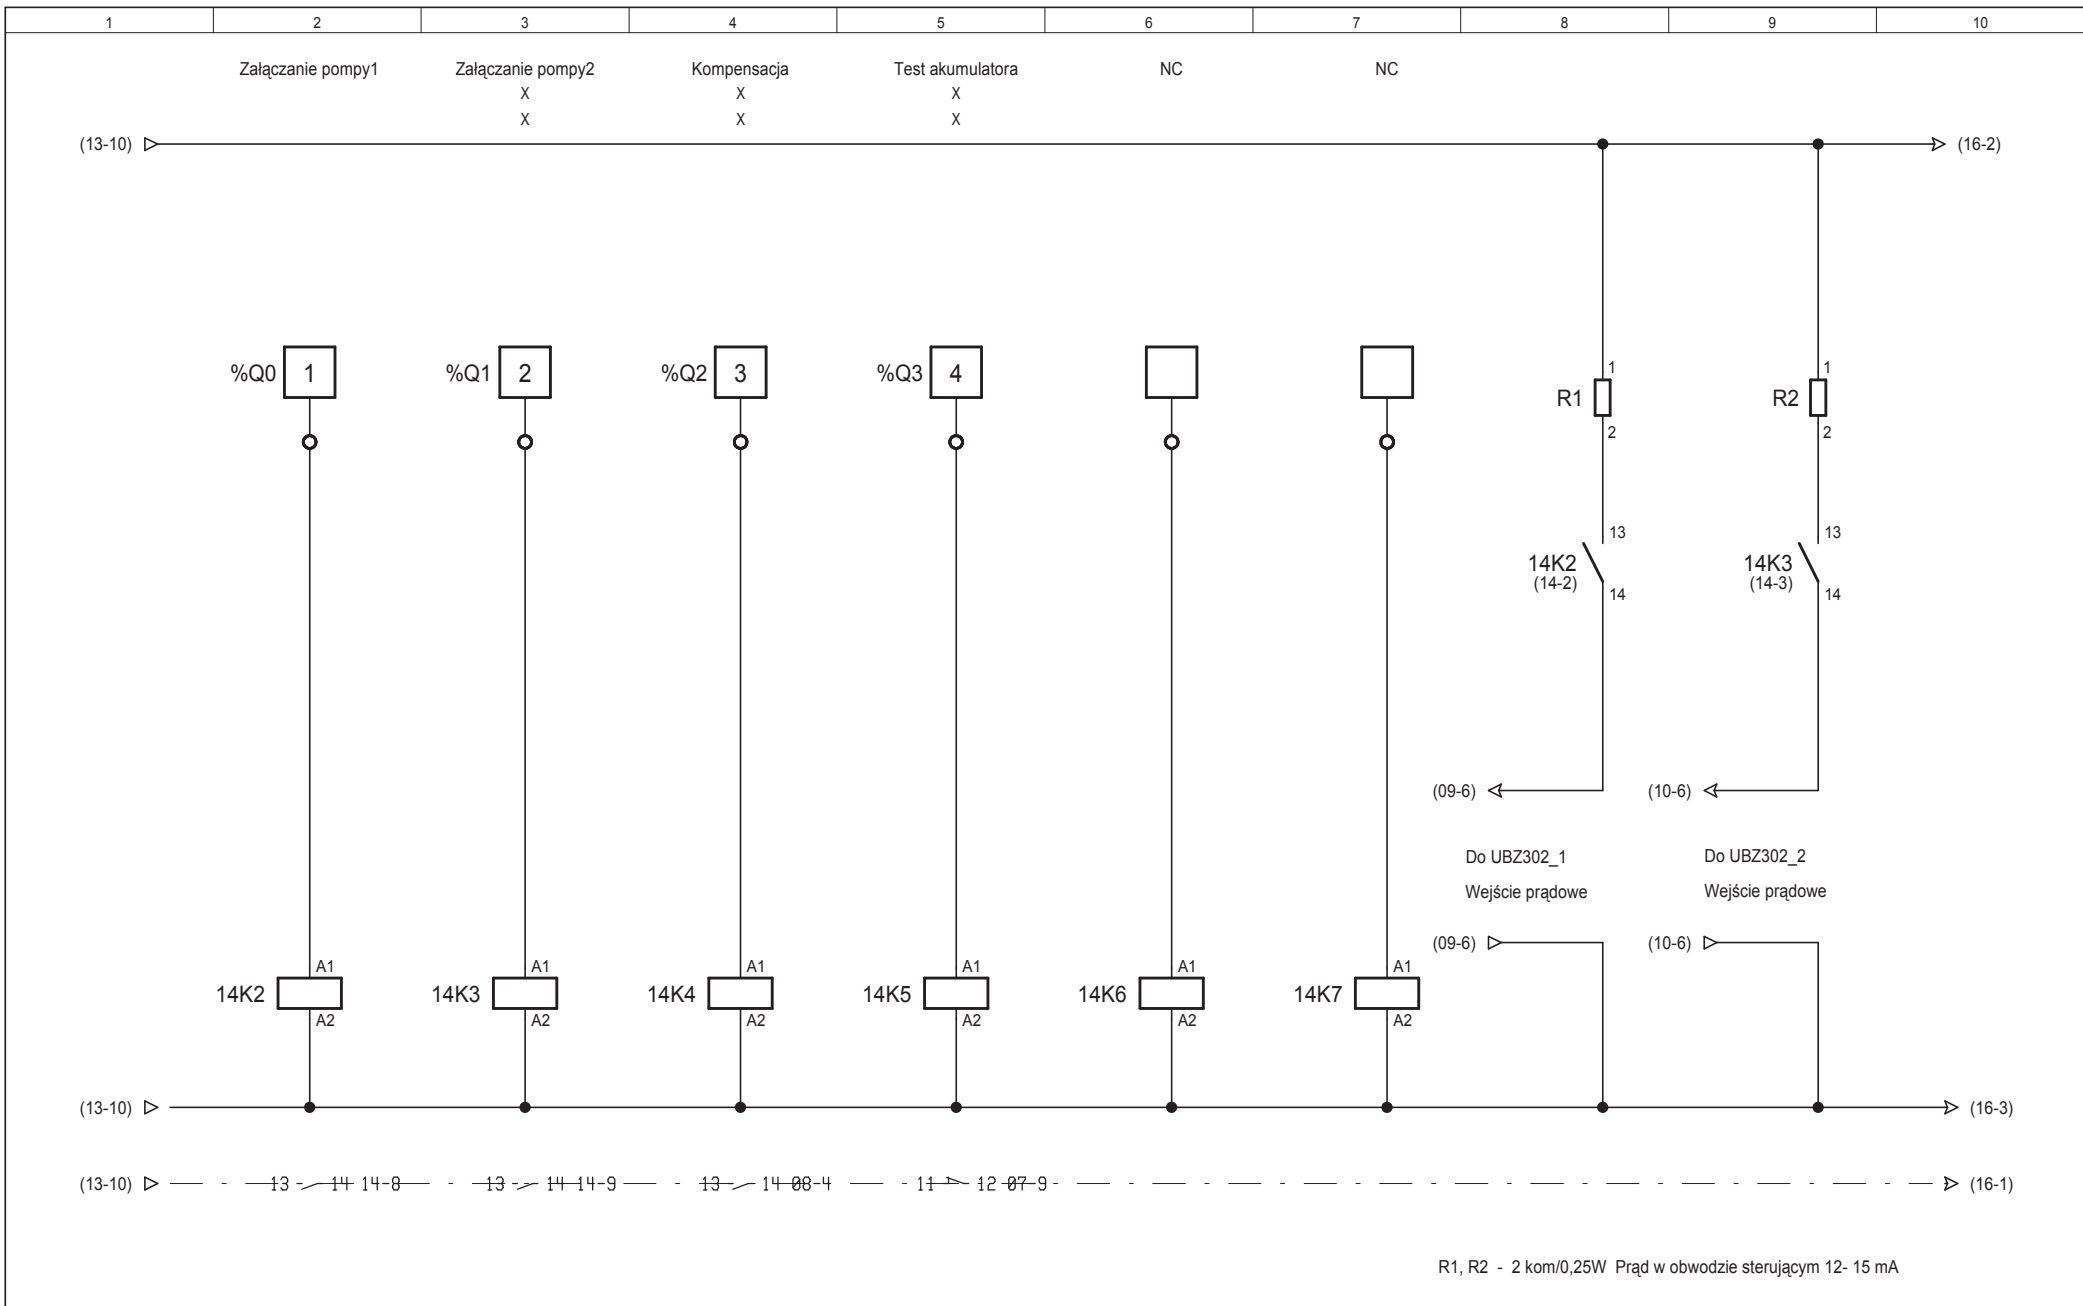 1 2 3 4 5 6 7 8 9 10
Załączanie pompy1 Załączanie pompy2 Kompensacja Test akumulatora NC NC
X X X
X X X
(13-10) (16-2)
%Q0 1 %Q1 2 %Q2 3 %Q3 4
1 1
R1 R2
2 2
13 13
14K2 14K3
(14-2) (14-3)
14 14
(09-6) (10-6)
Do UBZ302_1 Do UBZ302_2
Wejście prądowe Wejście prądowe
(09-6) (10-6)
A1 A1 A1 A1 A1 A1
14K2 14K3 14K4 14K5 14K6 14K7
A2 A2 A2 A2 A2 A2
(13-10) (16-3)
(13-10) 13 14 14-8 13 14 14-9 13 14 08-4 11 12 07-9 (16-1)
R1, R2 - 2 kom/0,25W Prąd w obwodzie sterującym 12- 15 mA